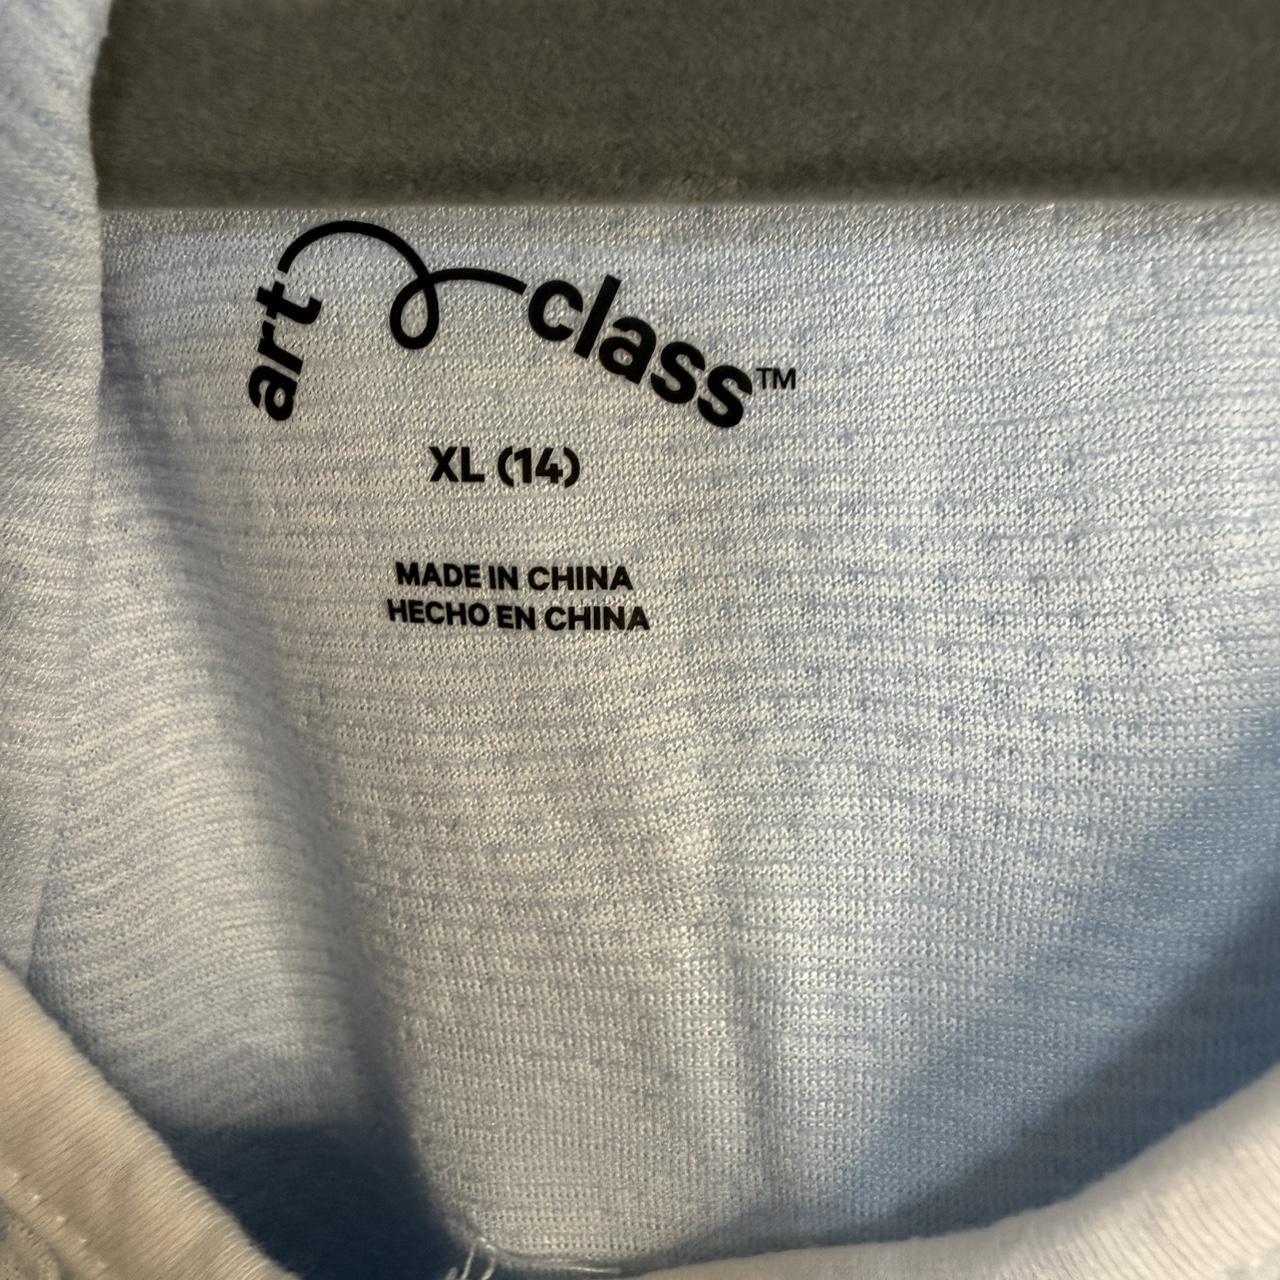 art class™
XL (14)
MADE IN CHINA
HECHO EN CHINA